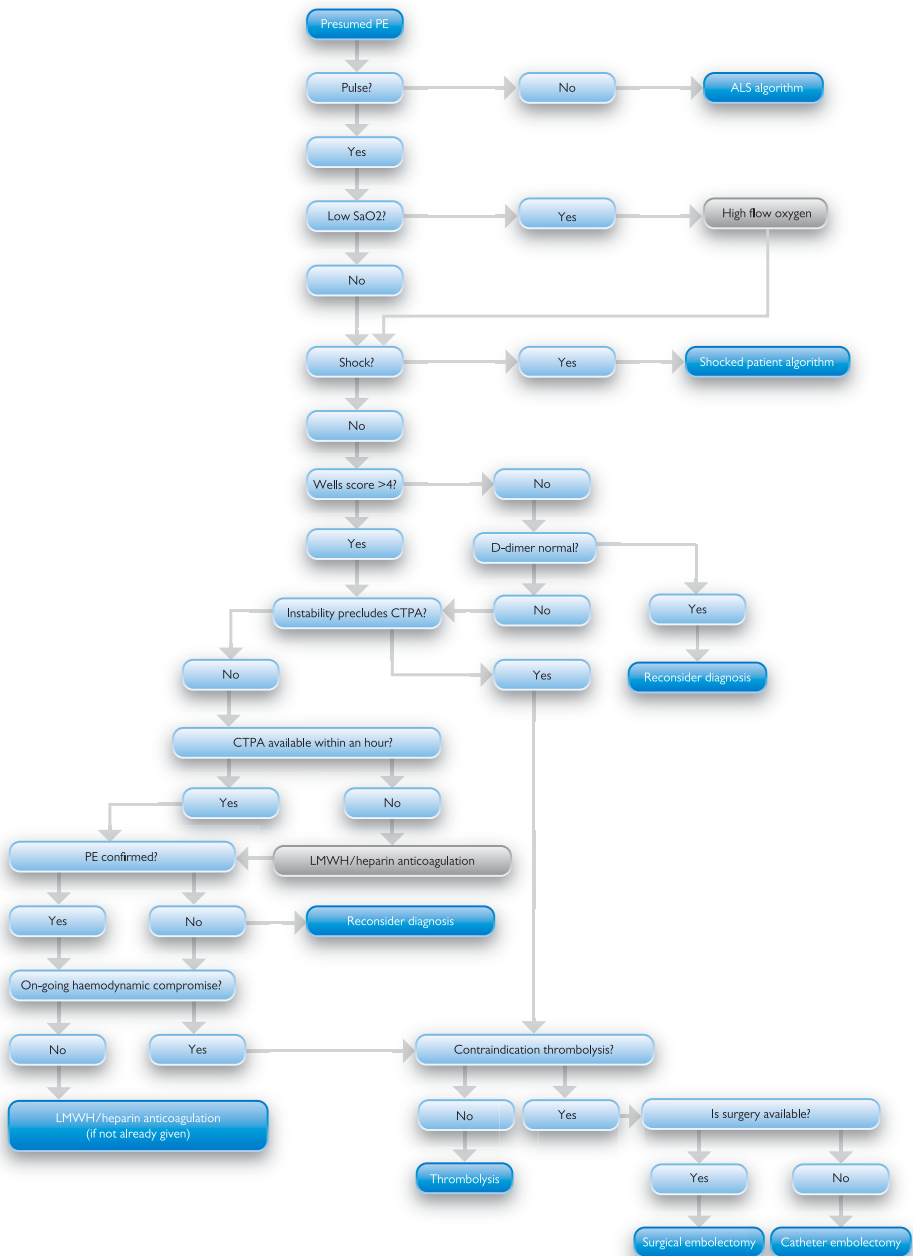 Presumed PE
Pulse?
No
ALS algorithm
Yes
Low SaO2?
Yes
High flow oxygen
No
Shock?
Yes
Shocked patient algorithm
No
Wells score >4?
No
Yes
D-dimer normal?
Instability precludes CTPA?
No
Yes
No
Yes
Reconsider diagnosis
CTPA available within an hour?
Yes
No
PE confirmed?
LMWH/heparin anticoagulation
Yes
No
Reconsider diagnosis
On-going haemodynamic compromise?
No
Yes
Contraindication thrombolysis?
LMWH/heparin anticoagulation
(if not already given)
No
Yes
Is surgery available?
Thrombolysis
Yes
No
Surgical embolectomy
Catheter embolectomy